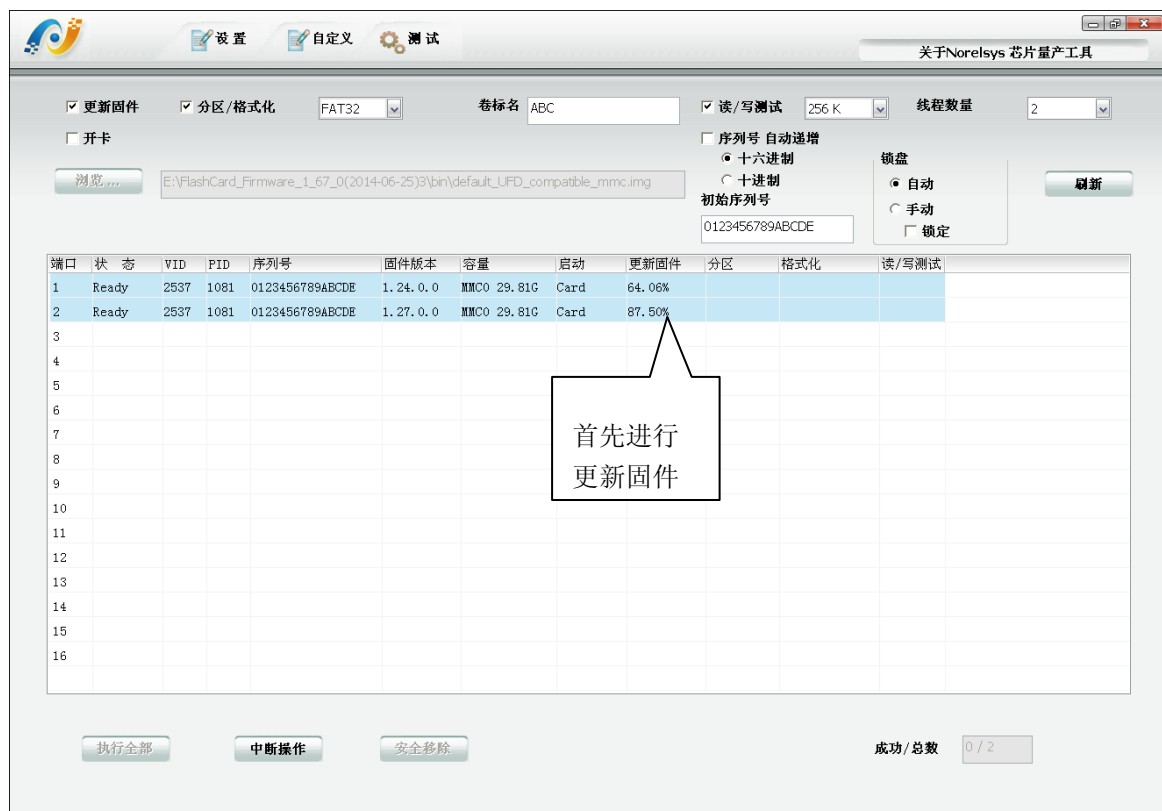 设 置 自定义 测 试
关于Norelsys 芯片量产工具
更新固件 分区/格式化 FAT32 卷标名 ABC 读/写测试 256 K 线程数量 2
开卡 序列号 自动递增
十六进制 锁盘
浏览 ... E:\FlashCard_Firmware_1_67_0(2014-06-25)3\bin\default_UFD_compatible_mmc.img 十进制 自动 刷新
初始序列号 手动
0123456789ABCDE 锁定
端口 状 态 VID PID 序列号 固件版本 容量 启动 更新固件 分区 格式化 读/写测试
1 Ready 2537 1081 0123456789ABCDE 1.24.0.0 MMC0 29.81G Card 64.06%
2 Ready 2537 1081 0123456789ABCDE 1.27.0.0 MMC0 29.81G Card 87.50%
3
4
5
6
7
8
9
10
11
12
13
14
15
16
首先进行
更新固件
执行全部 中断操作 安全移除 成功/总数 0 / 2